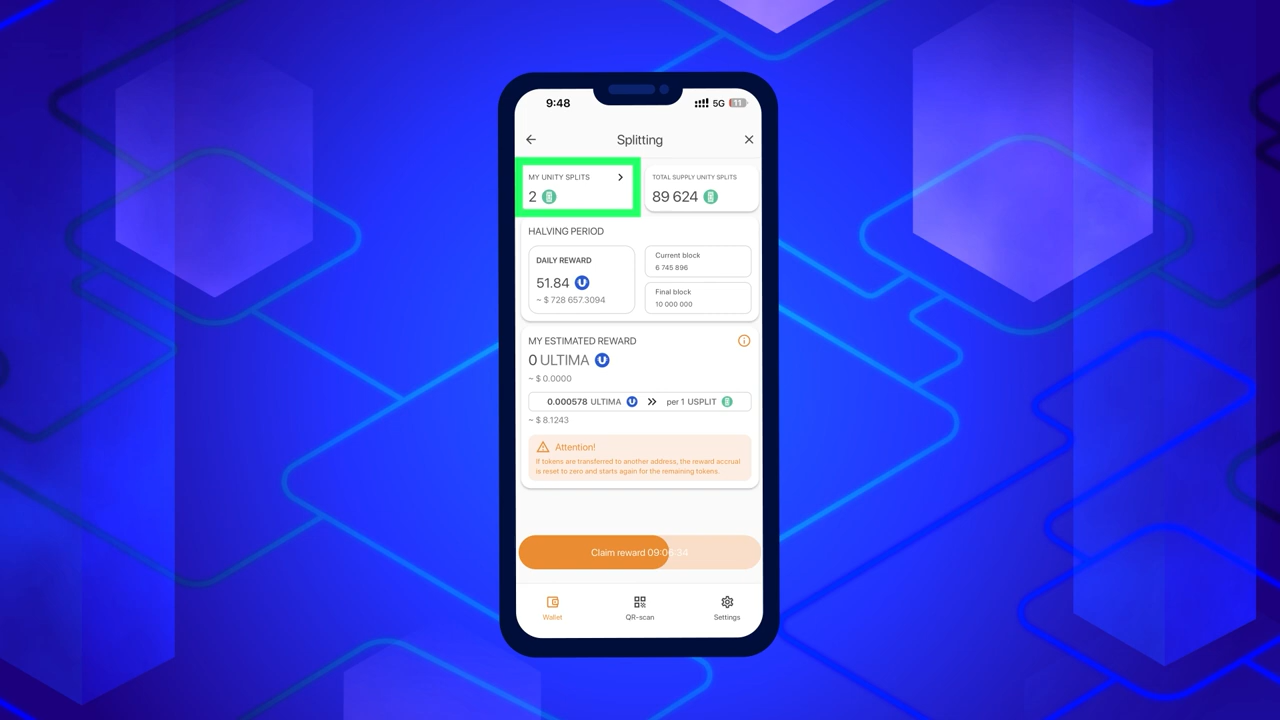 9:48
5G 11
Splitting
MY UNITY SPLITS
2
TOTAL SUPPLY UNITY SPLITS
89 624
HALVING PERIOD
DAILY REWARD
51.84
~ $ 728 657.3094
Current block
6 745 896
Final block
10 000 000
MY ESTIMATED REWARD
0 ULTIMA
~ $ 0.0000
0.000578 ULTIMA per 1 USPLIT
~ $ 8.1243
Attention!
If tokens are transferred to another address, the reward accrual
is reset to zero and starts again for the remaining tokens.
Claim reward 09:06:34
Wallet QR-scan Settings